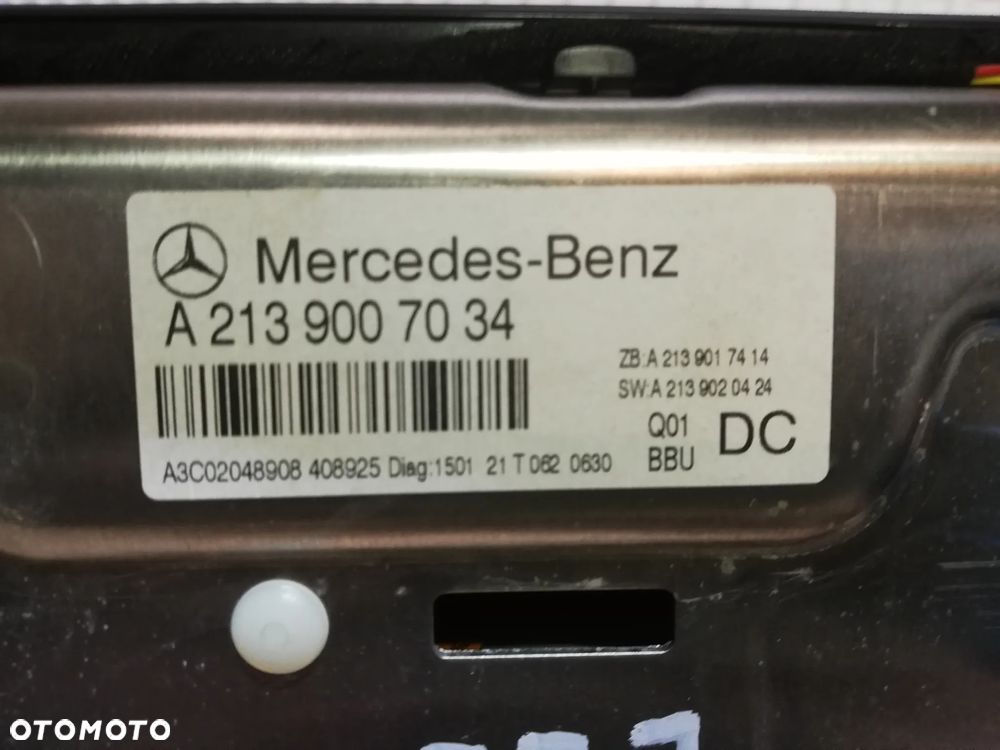 Mercedes-Benz
A 213 900 70 34
ZB:A 213 901 74 14
SW:A 213 902 04 24
Q01
BBU
DC
A3C02048908 408925 Diag:1501 21 T 062 0630
OTOMOTO